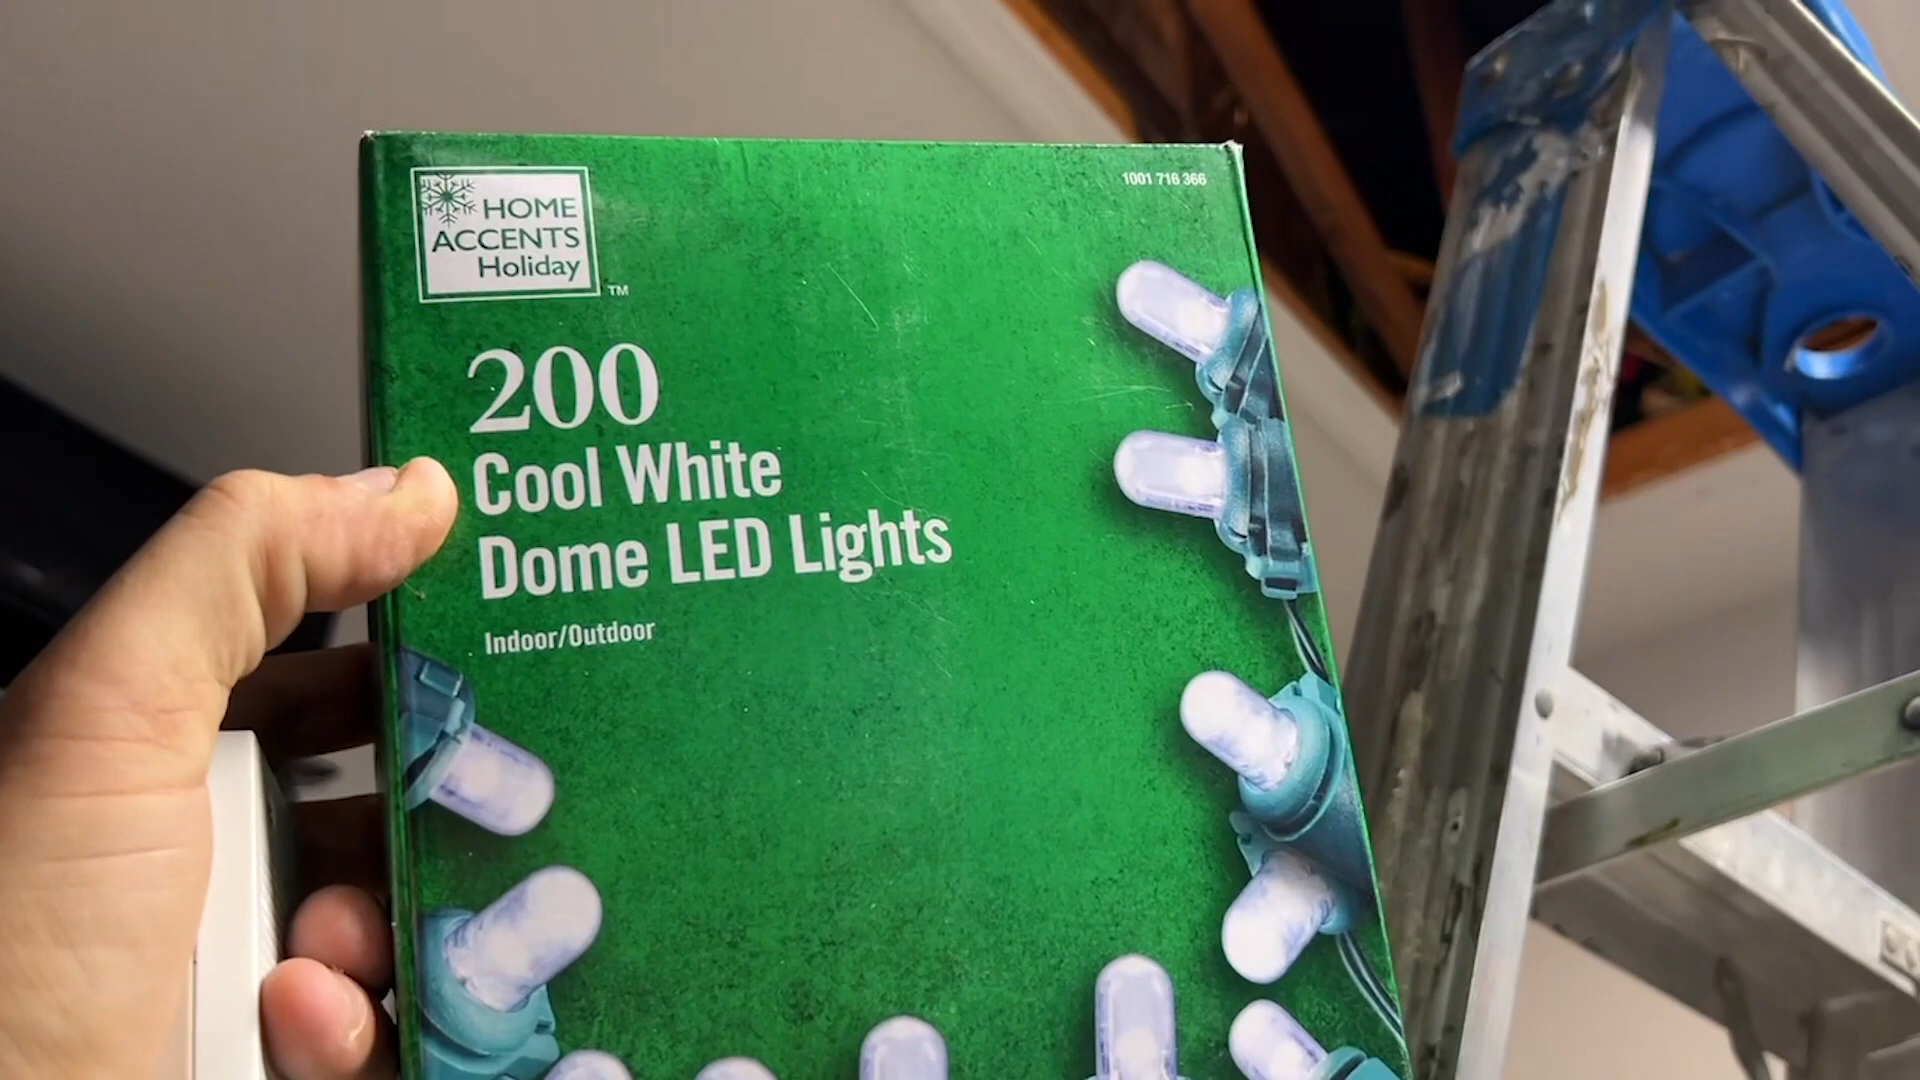 HOME
ACCENTS
Holiday
TM
1001 716 366
200
Cool White
Dome LED Lights
Indoor/Outdoor